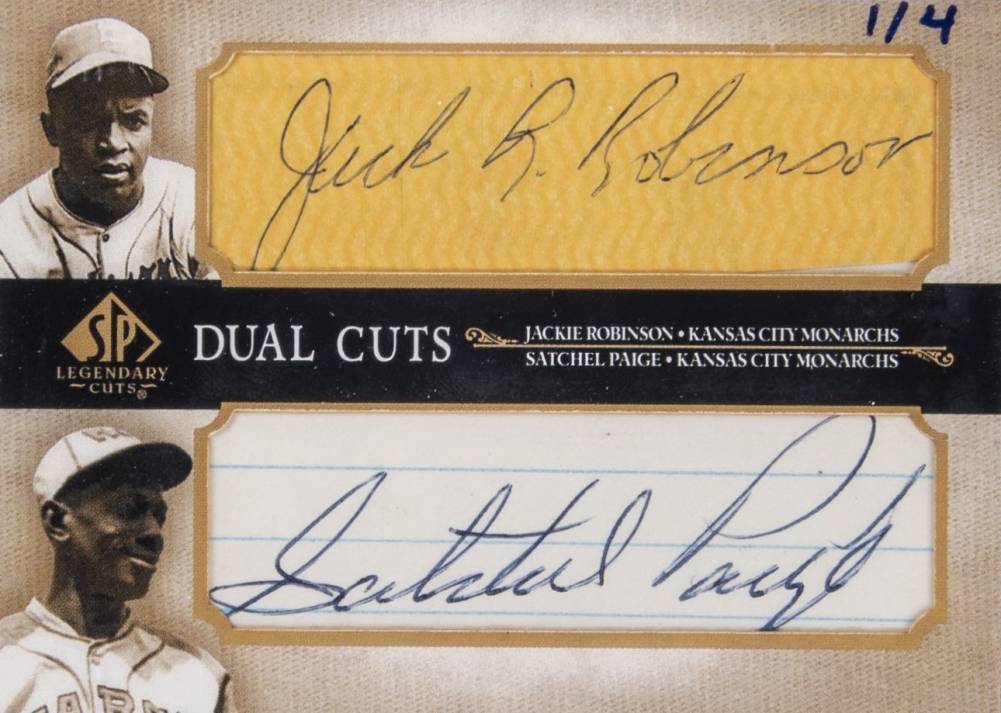 1/4
Jack R. Robinson
SP
LEGENDARY
CUTS
DUAL CUTS
JACKIE ROBINSON • KANSAS CITY MONARCHS
SATCHEL PAIGE • KANSAS CITY MONARCHS
Satchel Paige